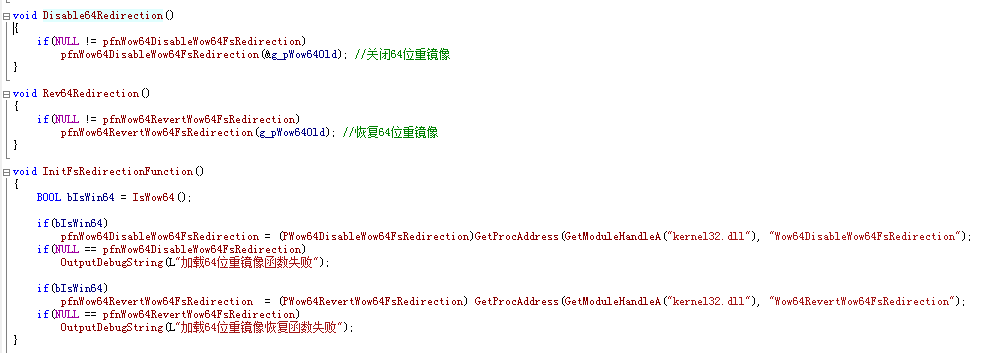 void Disable64Redirection()
{
    if(NULL != pfnWow64DisableWow64FsRedirection)
        pfnWow64DisableWow64FsRedirection(&g_pWow64Old); //关闭64位重镜像
}
void Rev64Redirection()
{
    if(NULL != pfnWow64RevertWow64FsRedirection)
        pfnWow64RevertWow64FsRedirection(g_pWow64Old); //恢复64位重镜像
}
void InitFsRedirectionFunction()
{
    BOOL bIsWin64 = IsWow64();
    if(bIsWin64)
        pfnWow64DisableWow64FsRedirection = (PWow64DisableWow64FsRedirection)GetProcAddress(GetModuleHandleA("kernel32.dll"), "Wow64DisableWow64FsRedirection");
    if(NULL == pfnWow64DisableWow64FsRedirection)
        OutputDebugString(L"加载64位重镜像函数失败");
    if(bIsWin64)
        pfnWow64RevertWow64FsRedirection  = (PWow64RevertWow64FsRedirection) GetProcAddress(GetModuleHandleA("kernel32.dll"), "Wow64RevertWow64FsRedirection");
    if(NULL == pfnWow64RevertWow64FsRedirection)
        OutputDebugString(L"加载64位重镜像恢复函数失败");
}